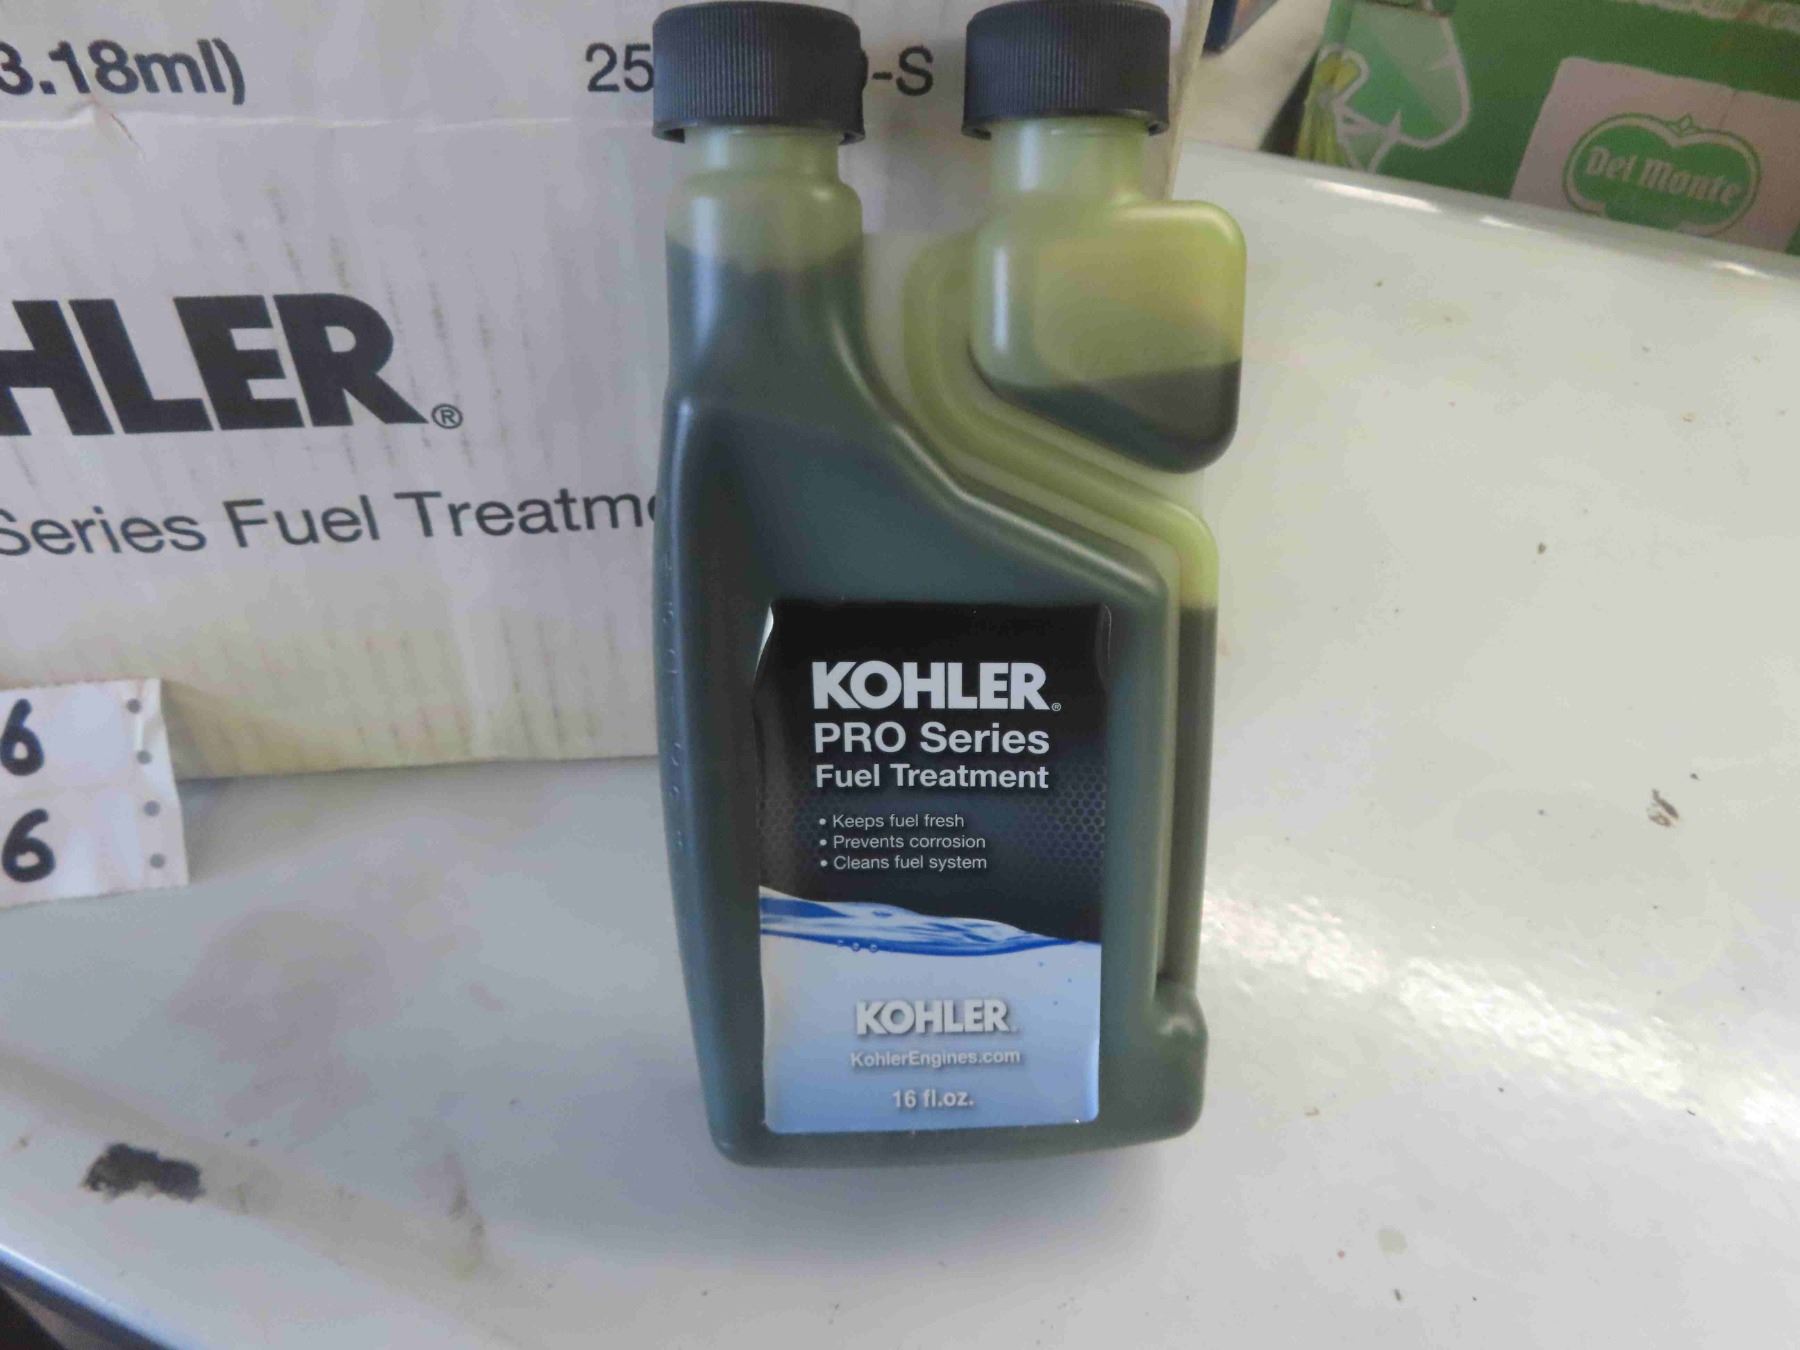 3.18ml)
25
-S
HLER®
Series Fuel Treatm
Del Monte
6
6
KOHLER®
PRO Series
Fuel Treatment
• Keeps fuel fresh
• Prevents corrosion
• Cleans fuel system
KOHLER
KohlerEngines.com
16 fl.oz.